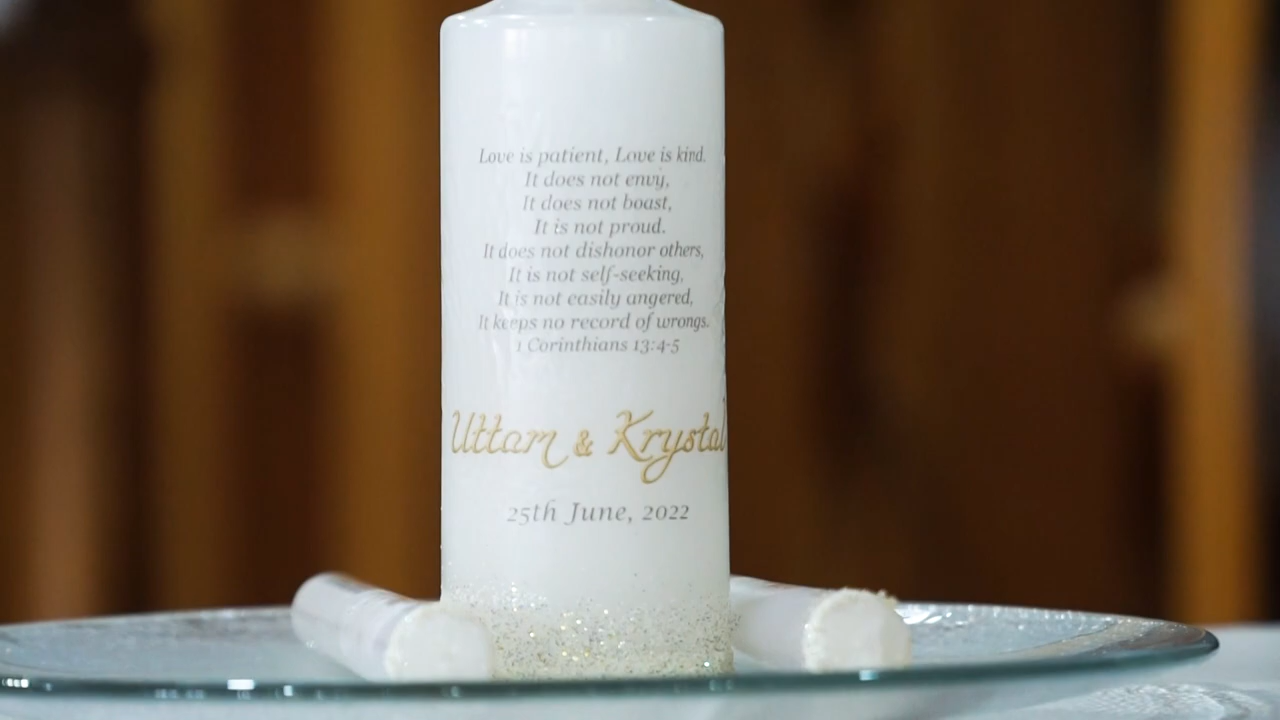 Love is patient, Love is kind.
It does not envy,
It does not boast,
It is not proud.
It does not dishonor others,
It is not self-seeking,
It is not easily angered,
It keeps no record of wrongs.
1 Corinthians 13:4-5
Uttam & Krystal
25th June, 2022